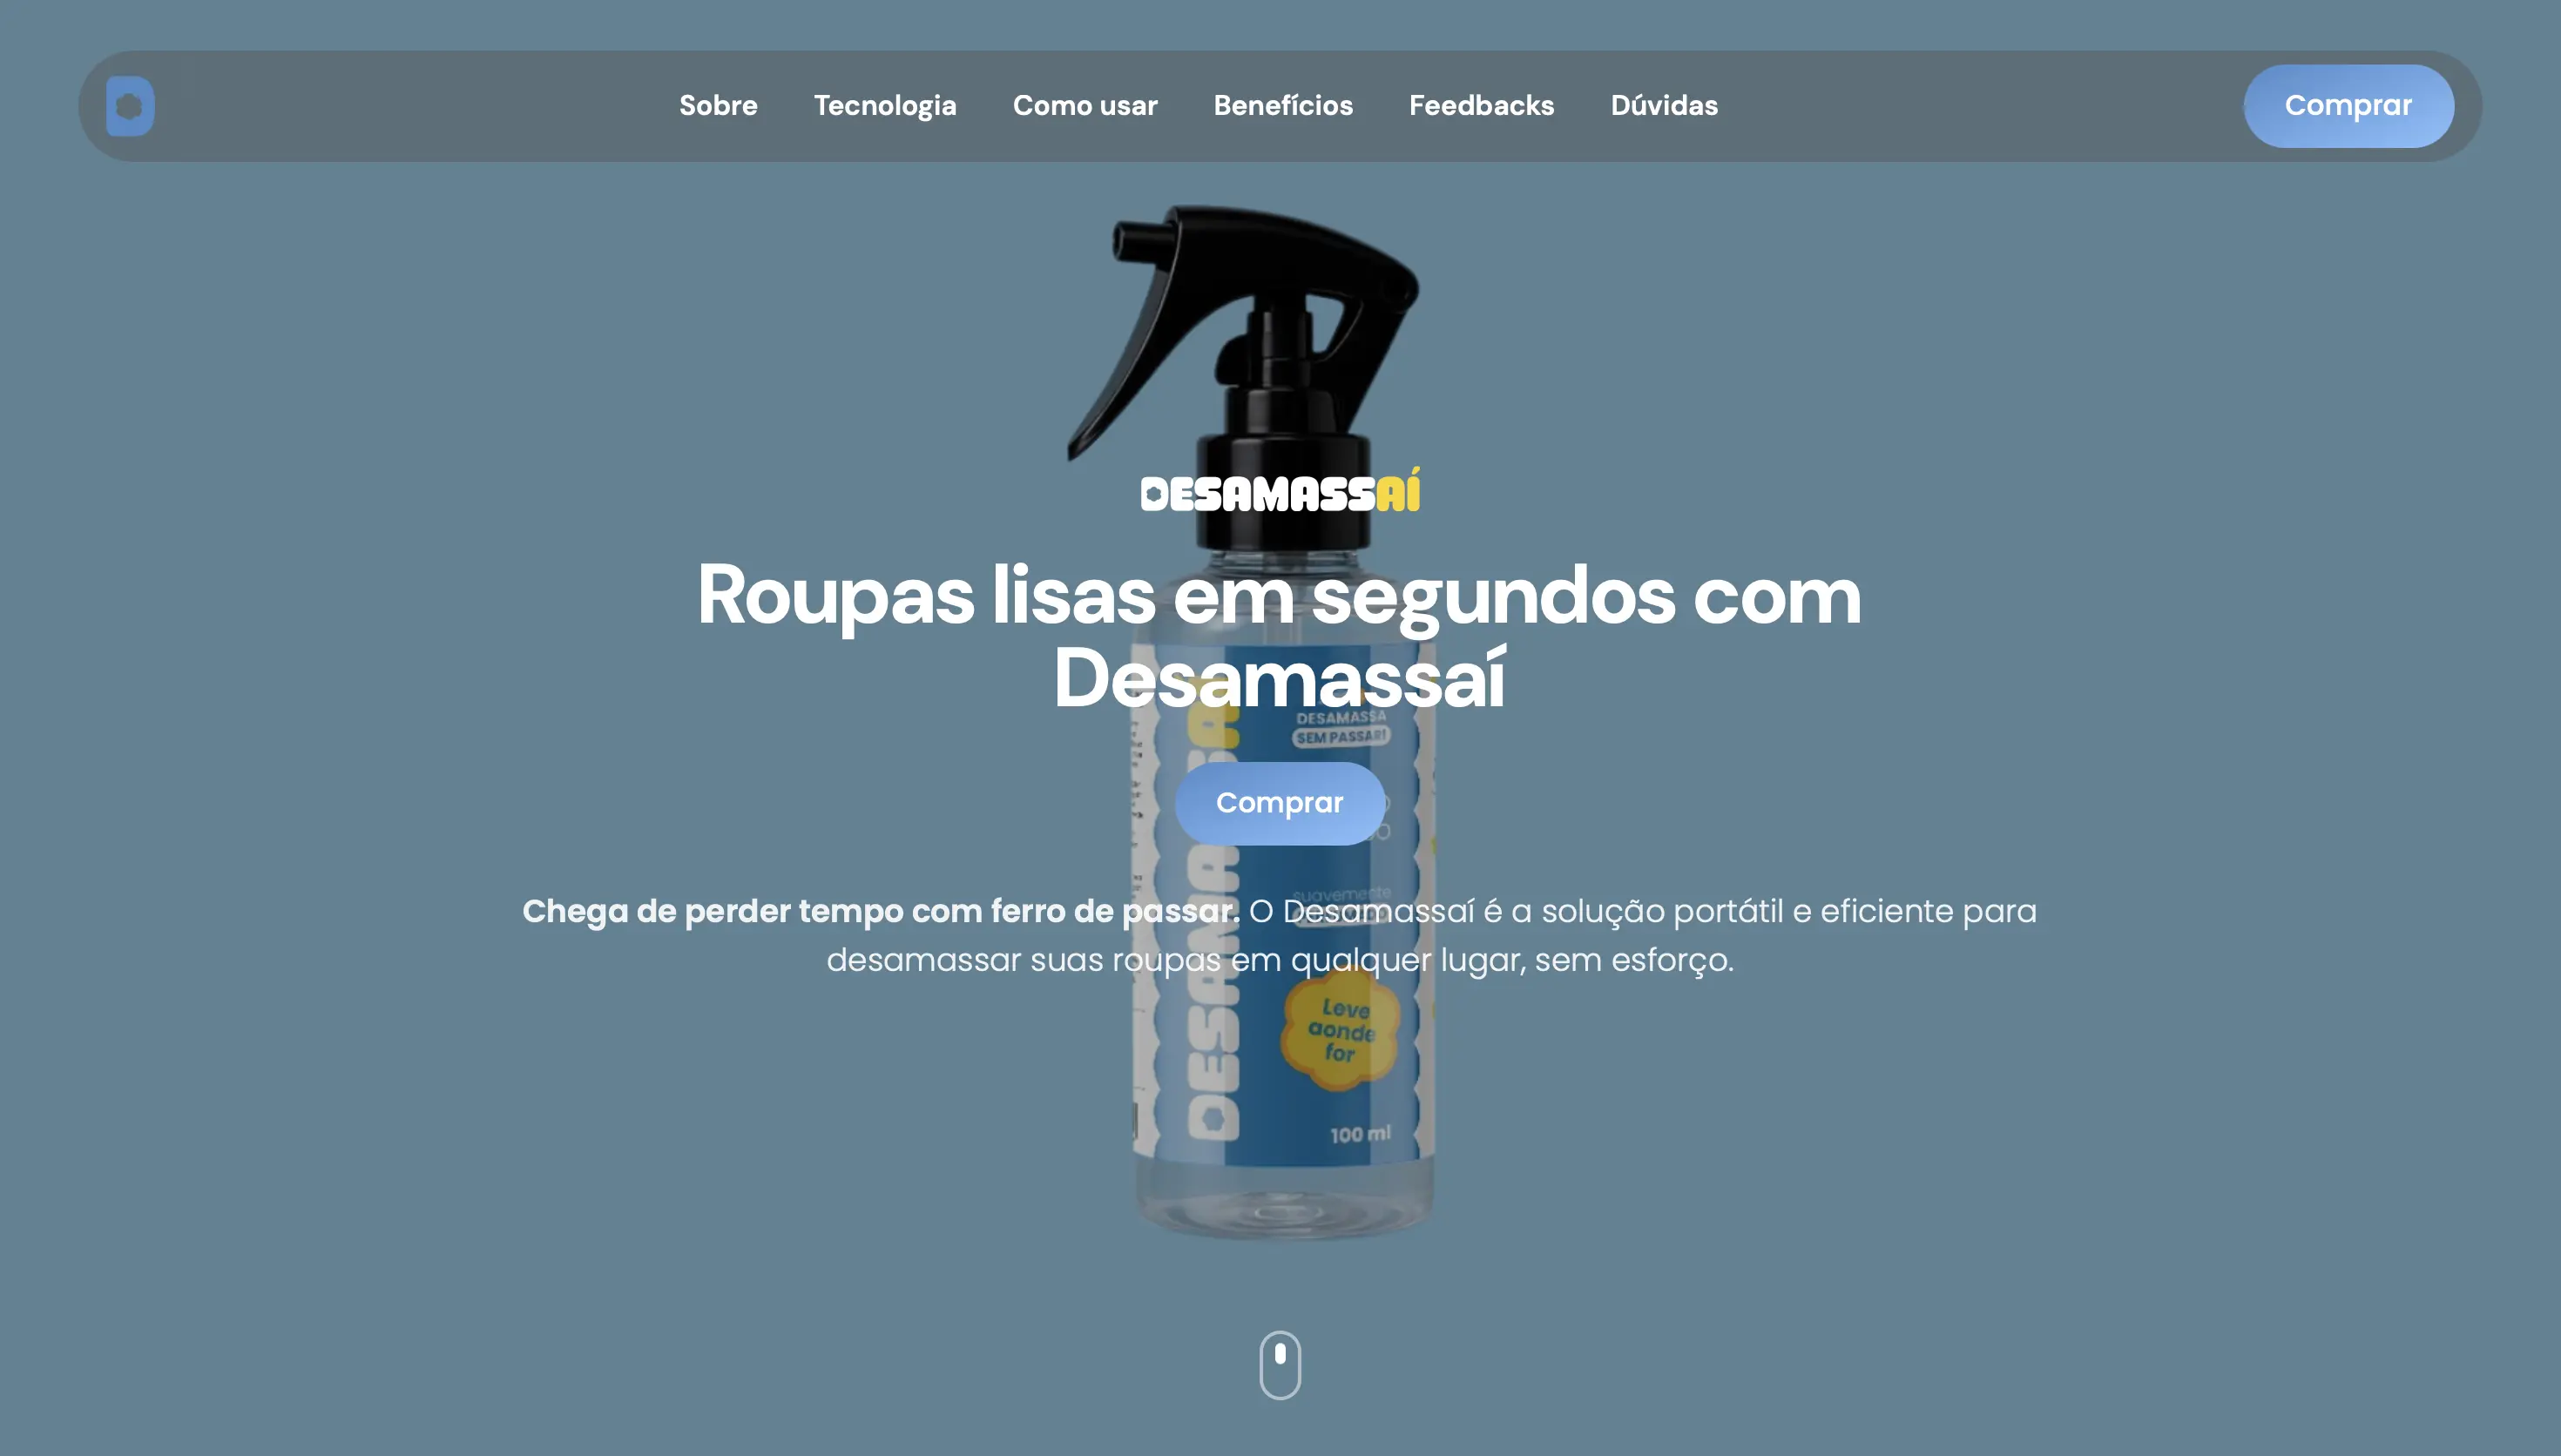 Sobre Tecnologia Como usar Benefícios Feedbacks Dúvidas Comprar
DESAMASSAÍ
Roupas lisas em segundos com
Desamassaí
DESAMASSA
SEM PASSAR!
Comprar
suavemente
Chega de perder tempo com ferro de passar. O Desamassaí é a solução portátil e eficiente para
desamassar suas roupas em qualquer lugar, sem esforço.
Leve
aonde
for
100 ml